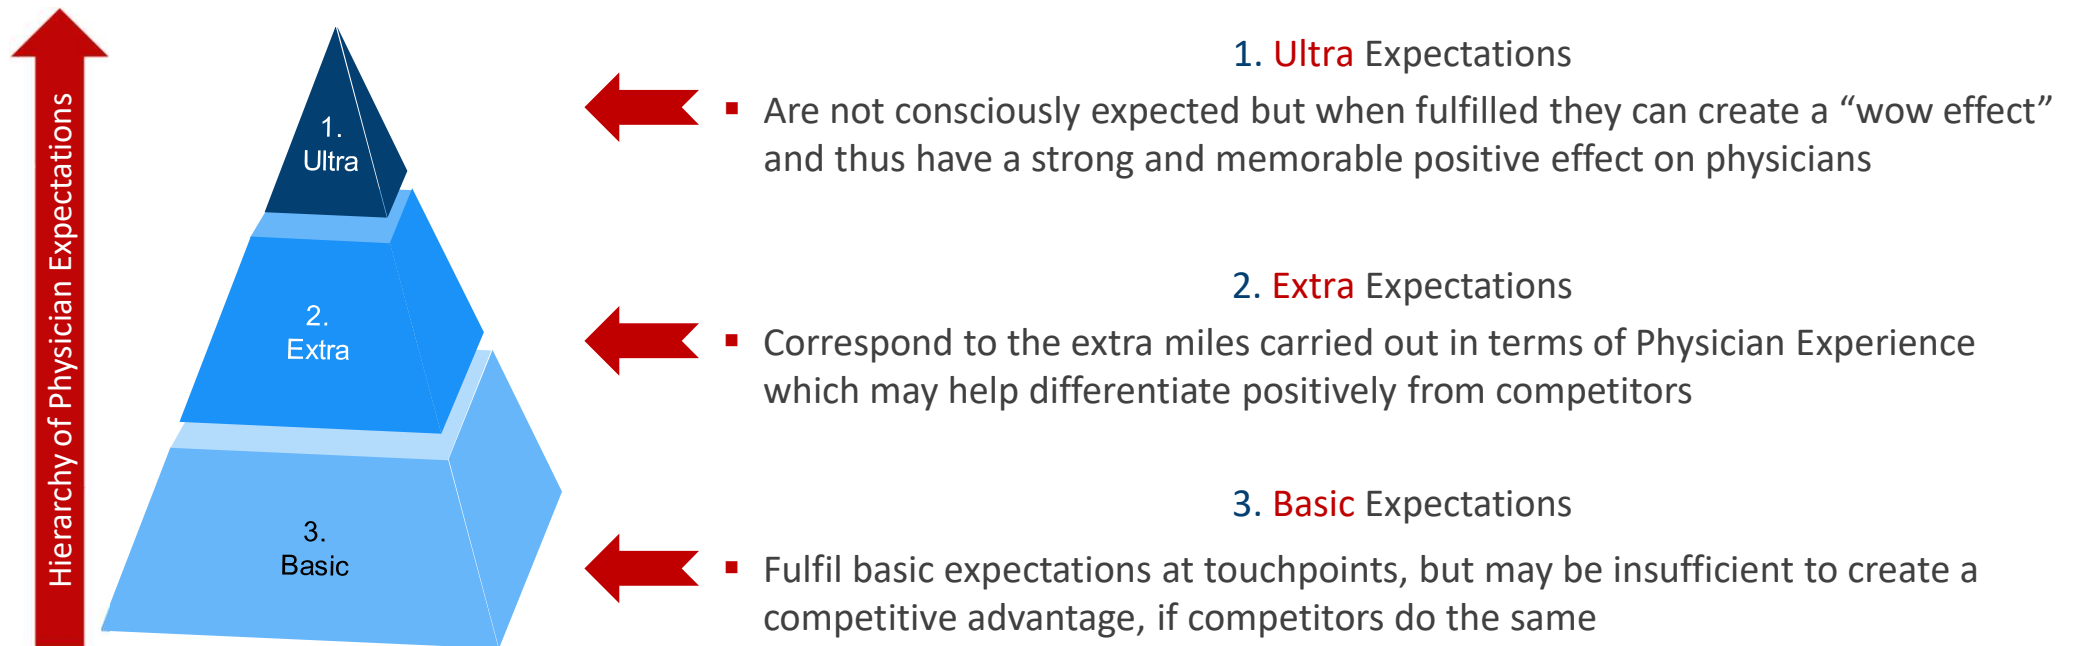 Hierarchy of Physician Expectations
1.
Ultra
2.
Extra
3.
Basic
1. Ultra Expectations
▪ Are not consciously expected but when fulfilled they can create a “wow effect”
and thus have a strong and memorable positive effect on physicians
2. Extra Expectations
▪ Correspond to the extra miles carried out in terms of Physician Experience
which may help differentiate positively from competitors
3. Basic Expectations
▪ Fulfil basic expectations at touchpoints, but may be insufficient to create a
competitive advantage, if competitors do the same